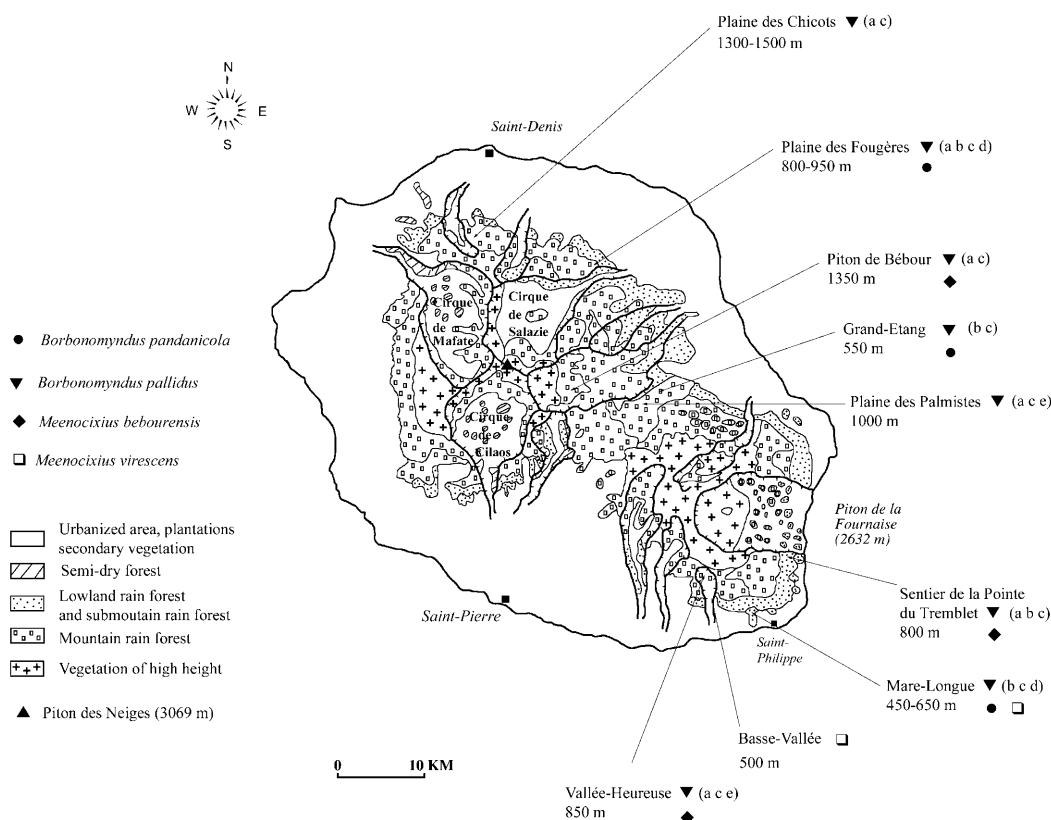 Plaine des Chicots ▼ (a c)
1300-1500 m
N
W E
S
Saint-Denis
Plaine des Fougères ▼ (a b c d)
800-950 m ●
Piton de Bébour ▼ (a c)
1350 m ◆
Cirque
de
Mafate
Cirque
de
Salazie
Grand-Etang ▼ (b c)
550 m ●
● Borbonomyndus pandanicola
▼ Borbonomyndus pallidus
◆ Meenocixius bebourensis
❏ Meenocixius virescens
Plaine des Palmistes ▼ (a c e)
1000 m
Cirque
de
Cilaos
Piton de la
Fournaise
(2632 m)
Urbanized area, plantations
secondary vegetation
Semi-dry forest
Lowland rain forest
and submoutain rain forest
Mountain rain forest
Vegetation of high height
▲ Piton des Neiges (3069 m)
Saint-Pierre
Sentier de la Pointe
du Tremblet ▼ (a b c)
800 m ◆
Saint-
Philippe
Mare-Longue ▼ (b c d)
450-650 m ● ❏
Basse-Vallée ❏
500 m
0 10 KM
Vallée-Heureuse ▼ (a c e)
850 m ◆